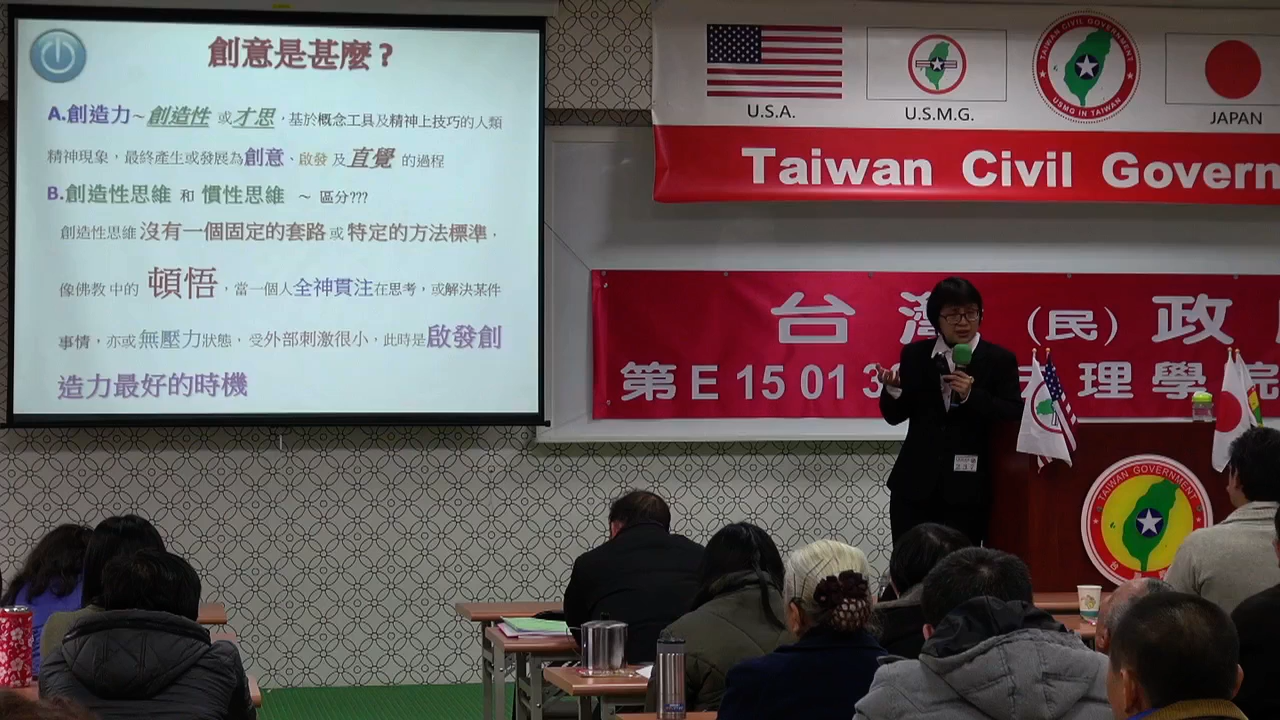 創意是甚麼？
A.創造力~創造性 或才思，基於概念工具及精神上技巧的人類
精神現象，最終產生或發展為創意、啟發 及直覺 的過程
B.創造性思維 和 慣性思維 ～ 區分???
創造性思維 沒有一個固定的套路 或 特定的方法標準，
像佛教中的 頓悟，當一個人全神貫注在思考，或解決某件
事情，亦或無壓力狀態，受外部刺激很小，此時是啟發創
造力最好的時機
U.S.A.
U.S.M.G.
TAIWAN CIVIL GOVERNMENT
USMG IN TAIWAN
JAPAN
Taiwan Civil Govern
台 灣 (民) 政
第 E 15 01 3 理 學 院
TAIWAN GOVERNMENT